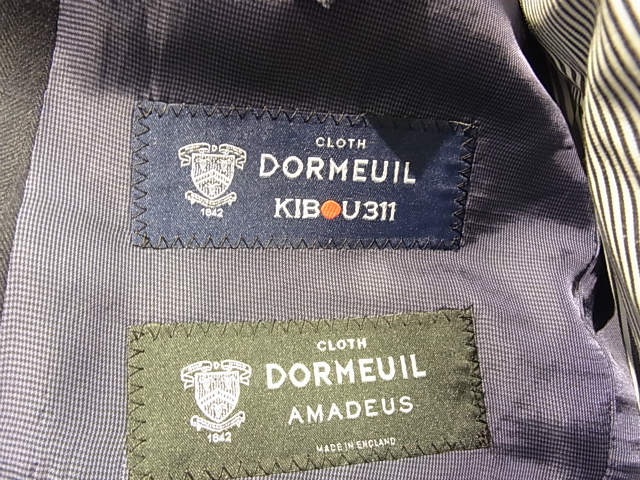 CLOTH
DORMEUIL
KIBOU311
1842
CLOTH
DORMEUIL
AMADEUS
1842
MADE IN ENGLAND